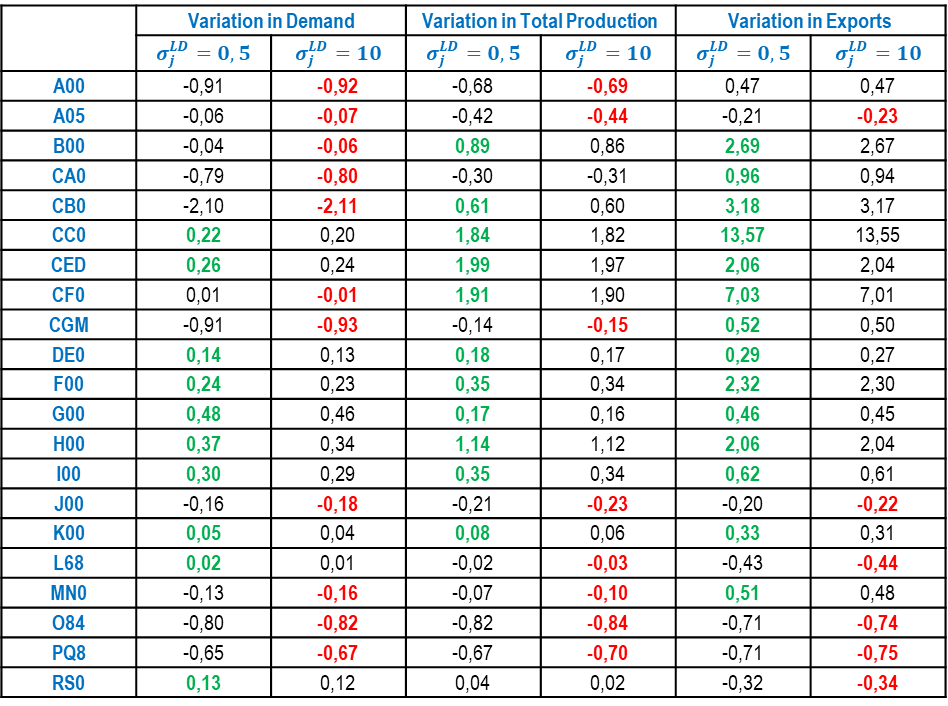 Variation in Demand Variation in Total Production Variation in Exports
σ_j^{LD} = 0, 5 σ_j^{LD} = 10 σ_j^{LD} = 0, 5 σ_j^{LD} = 10 σ_j^{LD} = 0, 5 σ_j^{LD} = 10
A00 -0,91 -0,92 -0,68 -0,69 0,47 0,47
A05 -0,06 -0,07 -0,42 -0,44 -0,21 -0,23
B00 -0,04 -0,06 0,89 0,86 2,69 2,67
CA0 -0,79 -0,80 -0,30 -0,31 0,96 0,94
CB0 -2,10 -2,11 0,61 0,60 3,18 3,17
CC0 0,22 0,20 1,84 1,82 13,57 13,55
CED 0,26 0,24 1,99 1,97 2,06 2,04
CF0 0,01 -0,01 1,91 1,90 7,03 7,01
CGM -0,91 -0,93 -0,14 -0,15 0,52 0,50
DE0 0,14 0,13 0,18 0,17 0,29 0,27
F00 0,24 0,23 0,35 0,34 2,32 2,30
G00 0,48 0,46 0,17 0,16 0,46 0,45
H00 0,37 0,34 1,14 1,12 2,06 2,04
I00 0,30 0,29 0,35 0,34 0,62 0,61
J00 -0,16 -0,18 -0,21 -0,23 -0,20 -0,22
K00 0,05 0,04 0,08 0,06 0,33 0,31
L68 0,02 0,01 -0,02 -0,03 -0,43 -0,44
MN0 -0,13 -0,16 -0,07 -0,10 0,51 0,48
O84 -0,80 -0,82 -0,82 -0,84 -0,71 -0,74
PQ8 -0,65 -0,67 -0,67 -0,70 -0,71 -0,75
RS0 0,13 0,12 0,04 0,02 -0,32 -0,34